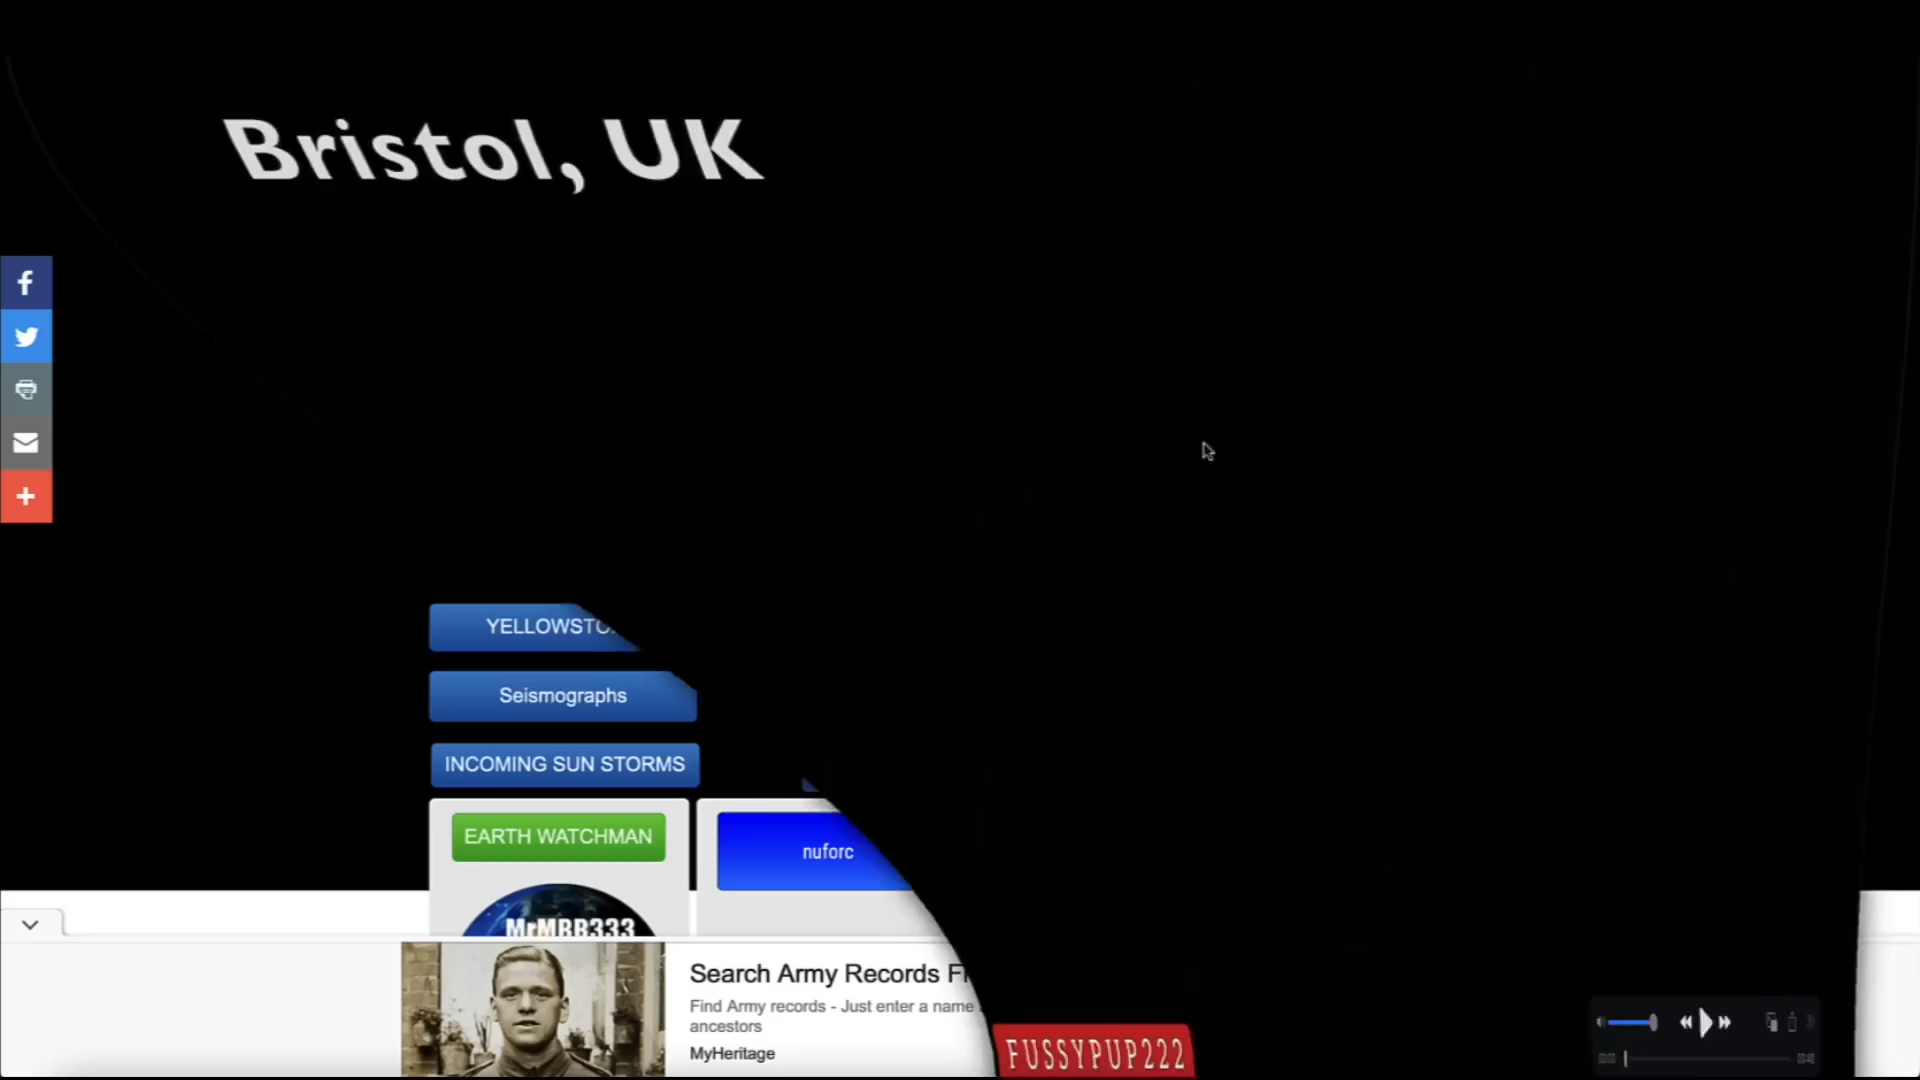 Bristol, UK
YELLOWSTO
Seismographs
INCOMING SUN STORMS
EARTH WATCHMAN
nuforc
MrMBB333
Search Army Records F
Find Army records - Just enter a name
ancestors
MyHeritage
FUSSYPUP222